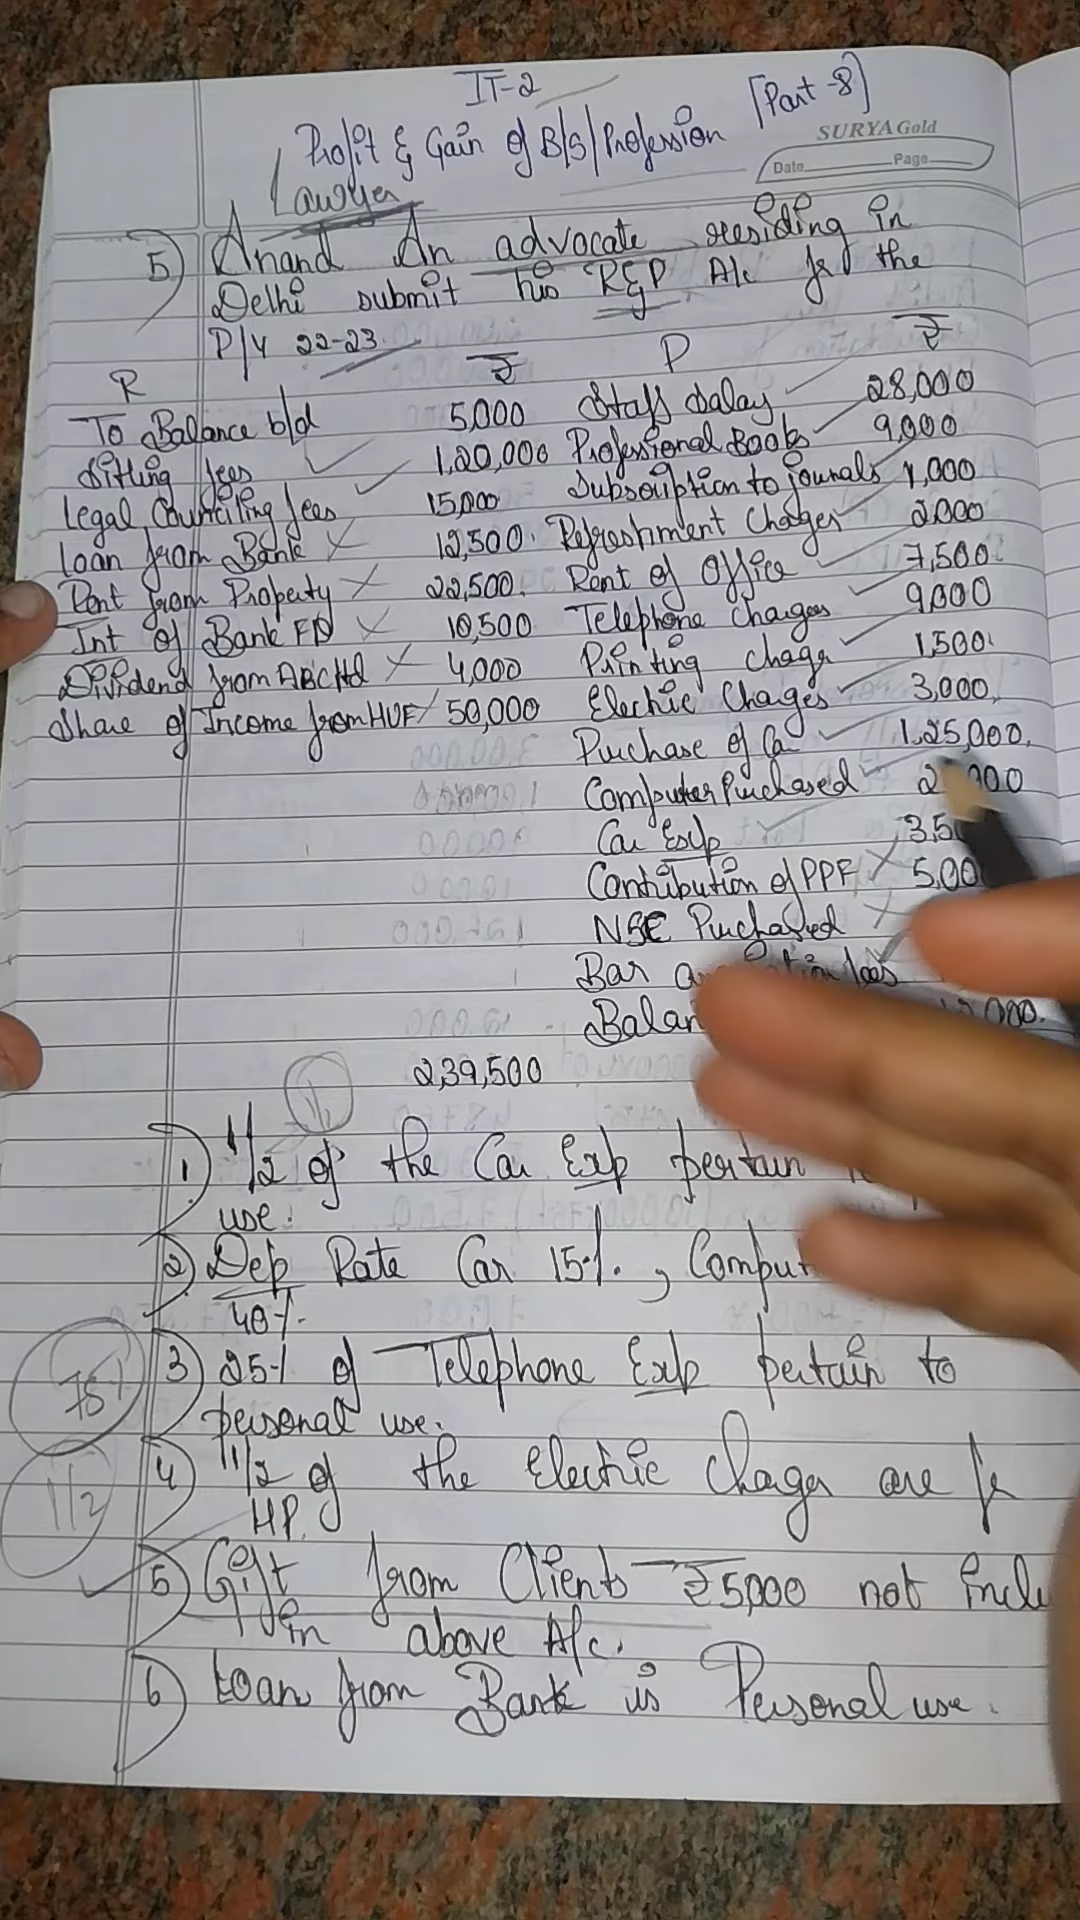 IT-2
[Part-8]
Profit & Gain of B/S/Profession
SURYA Gold
Date Page
Lawyer
5) Anand An advocate residing in
Delhi submit his R&P A/c for the
P/Y 22-23.
R ₹ P ₹
To Balance b/d 5,000 Staff Salay 28,000
Sitting fees 1,20,000 Professional Books 9,000
Legal Counciling fees 15,000 Subscription to journals 1,000
Loan from Bank 12,500. Refreshment Charges 2,000
Rent from Property 22,500. Rent of Office 7,500.
Int of Bank FD 10,500 Telephone Charges 9,000
Dividend from ABC ltd 4,000 Printing Charge 1,500.
Share of Income from HUF 50,000 Electric Charges 3,000.
Purchase of Car 1,25,000.
Computer Purchased
Car Exp
Contribution of PPF
NSC Purchased
Bar fees
239,500
1) 1/2 of the Car Exp pertain
use.
2) Dep Rate Car 15%.,
40%.
3) 25% of Telephone Exp pertain to
personal use.
75%
4) 1/2 of the Electric Charges are for
HP.
1/2
5) Gift from Clients ₹5,000 not
in above A/c.
6) Loan from Bank is Personal use.